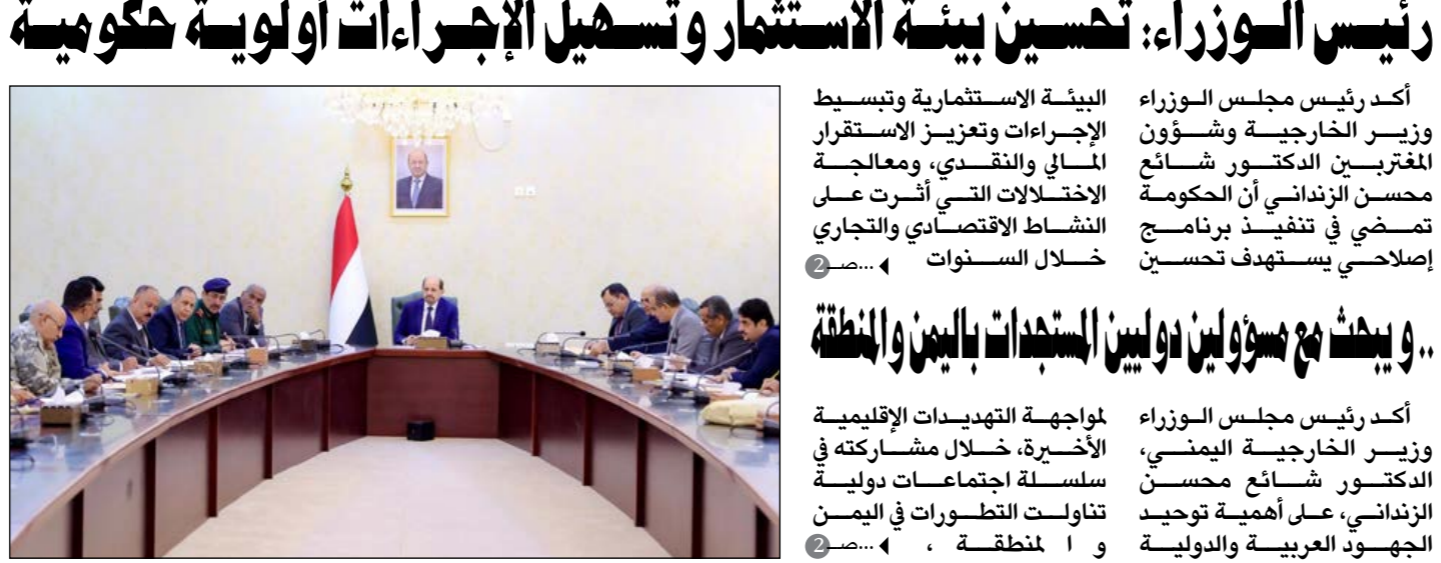 رئيس الوزراء: تحسين بيئة الاستثمار وتسهيل الإجراءات أولوية حكومية
أكد رئيس مجلس الوزراء
وزير الخارجية وشؤون
المغتربين الدكتور شائع
محسن الزنداني أن الحكومة
تمضي في تنفيذ برنامج
إصلاحي يستهدف تحسين
البيئة الاستثمارية وتبسيط
الإجراءات وتعزيز الاستقرار
المالي والنقدي، ومعالجة
الاختلالات التي أثرت على
النشاط الاقتصادي والتجاري
خلال السنوات ...صـ2
.. ويبحث مع مسؤولين دوليين المستجدات باليمن والمنطقة
أكد رئيس مجلس الوزراء
وزير الخارجية اليمني،
الدكتور شائع محسن
الزنداني، على أهمية توحيد
الجهود العربية والدولية
لمواجهة التهديدات الإقليمية
الأخيرة، خلال مشاركته في
سلسلة اجتماعات دولية
تناولت التطورات في اليمن
و ا لمنطقة ، ...صـ2